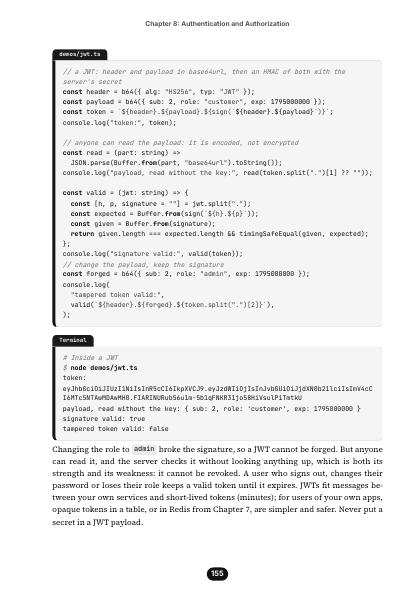 Chapter 8: Authentication and Authorization
demos/jwt.ts
// a JWT: header and payload in base64url, then an HMAC of both with the
server's secret
const header = b64({ alg: "HS256", typ: "JWT" });
const payload = b64({ sub: 2, role: "customer", exp: 1795000000 });
const token = `${header}.${payload}.${sign(`${header}.${payload}`)}`;
console.log("token:", token);
// anyone can read the payload: it is encoded, not encrypted
const read = (part: string) =>
JSON.parse(Buffer.from(part, "base64url").toString());
console.log("payload, read without the key:", read(token.split(".")[1] ?? ""));
const valid = (jwt: string) => {
const [h, p, signature = ""] = jwt.split(".");
const expected = Buffer.from(sign(`${h}.${p}`));
const given = Buffer.from(signature);
return given.length === expected.length && timingSafeEqual(given, expected);
};
console.log("signature valid:", valid(token));
// change the payload, keep the signature
const forged = b64({ sub: 2, role: "admin", exp: 1795000000 });
console.log(
"tampered token valid:",
valid(`${header}.${forged}.${token.split(".")[2]}`),
);
Terminal
# Inside a JWT
$ node demos/jwt.ts
token:
payload, read without the key: { sub: 2, role: 'customer', exp: 1795000000 }
signature valid: true
tampered token valid: false
Changing the role to admin broke the signature, so a JWT cannot be forged. But anyone
can read it, and the server checks it without looking anything up, which is both its
strength and its weakness: it cannot be revoked. A user who signs out, changes their
password or loses their role keeps a valid token until it expires. JWTs fit messages be-
tween your own services and short-lived tokens (minutes); for users of your own apps,
opaque tokens in a table, or in Redis from Chapter 7, are simpler and safer. Never put a
secret in a JWT payload.
155